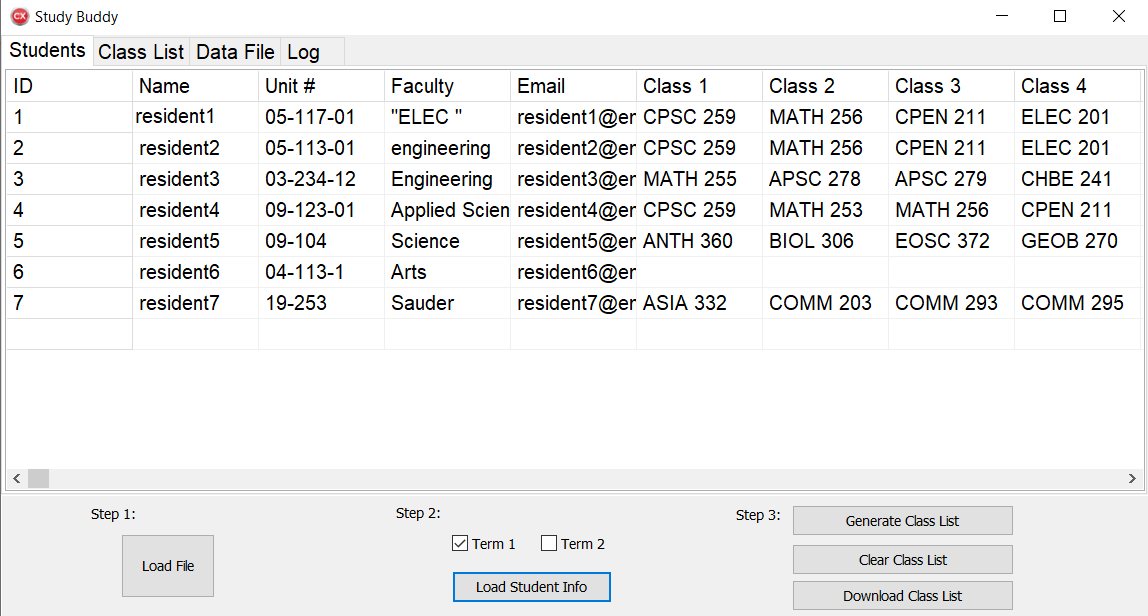 CX Study Buddy
Students Class List Data File Log
ID Name Unit # Faculty Email Class 1 Class 2 Class 3 Class 4
1 resident1 05-117-01 "ELEC " resident1@er CPSC 259 MATH 256 CPEN 211 ELEC 201
2 resident2 05-113-01 engineering resident2@er CPSC 259 MATH 256 CPEN 211 ELEC 201
3 resident3 03-234-12 Engineering resident3@er MATH 255 APSC 278 APSC 279 CHBE 241
4 resident4 09-123-01 Applied Scien resident4@er CPSC 259 MATH 253 MATH 256 CPEN 211
5 resident5 09-104 Science resident5@er ANTH 360 BIOL 306 EOSC 372 GEOB 270
6 resident6 04-113-1 Arts resident6@er
7 resident7 19-253 Sauder resident7@er ASIA 332 COMM 203 COMM 293 COMM 295
Step 1:
Load File
Step 2:
Term 1 Term 2
Load Student Info
Step 3:
Generate Class List
Clear Class List
Download Class List